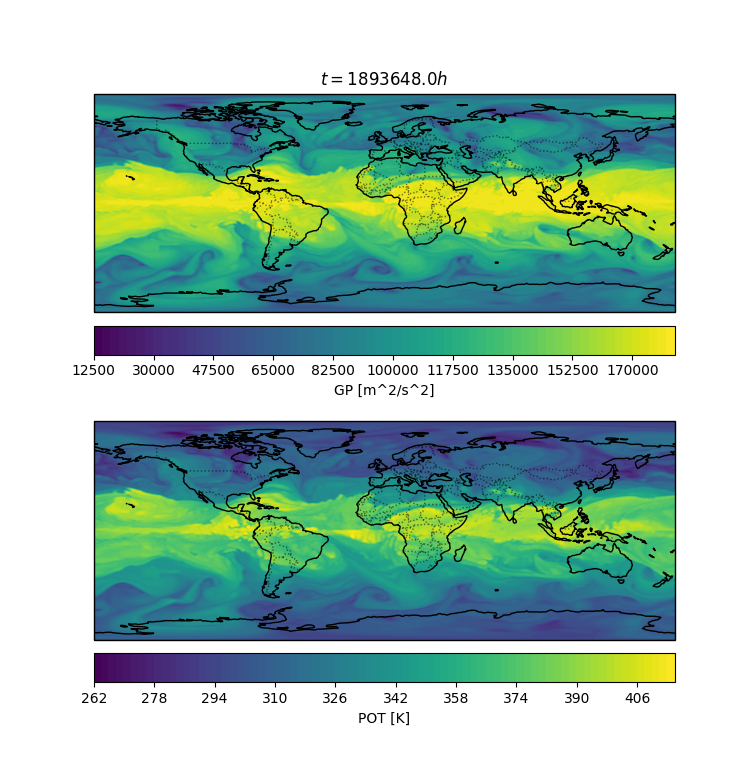 t = 1893648.0h
12500 30000 47500 65000 82500 100000 117500 135000 152500 170000
GP [m^2/s^2]
262 278 294 310 326 342 358 374 390 406
POT [K]